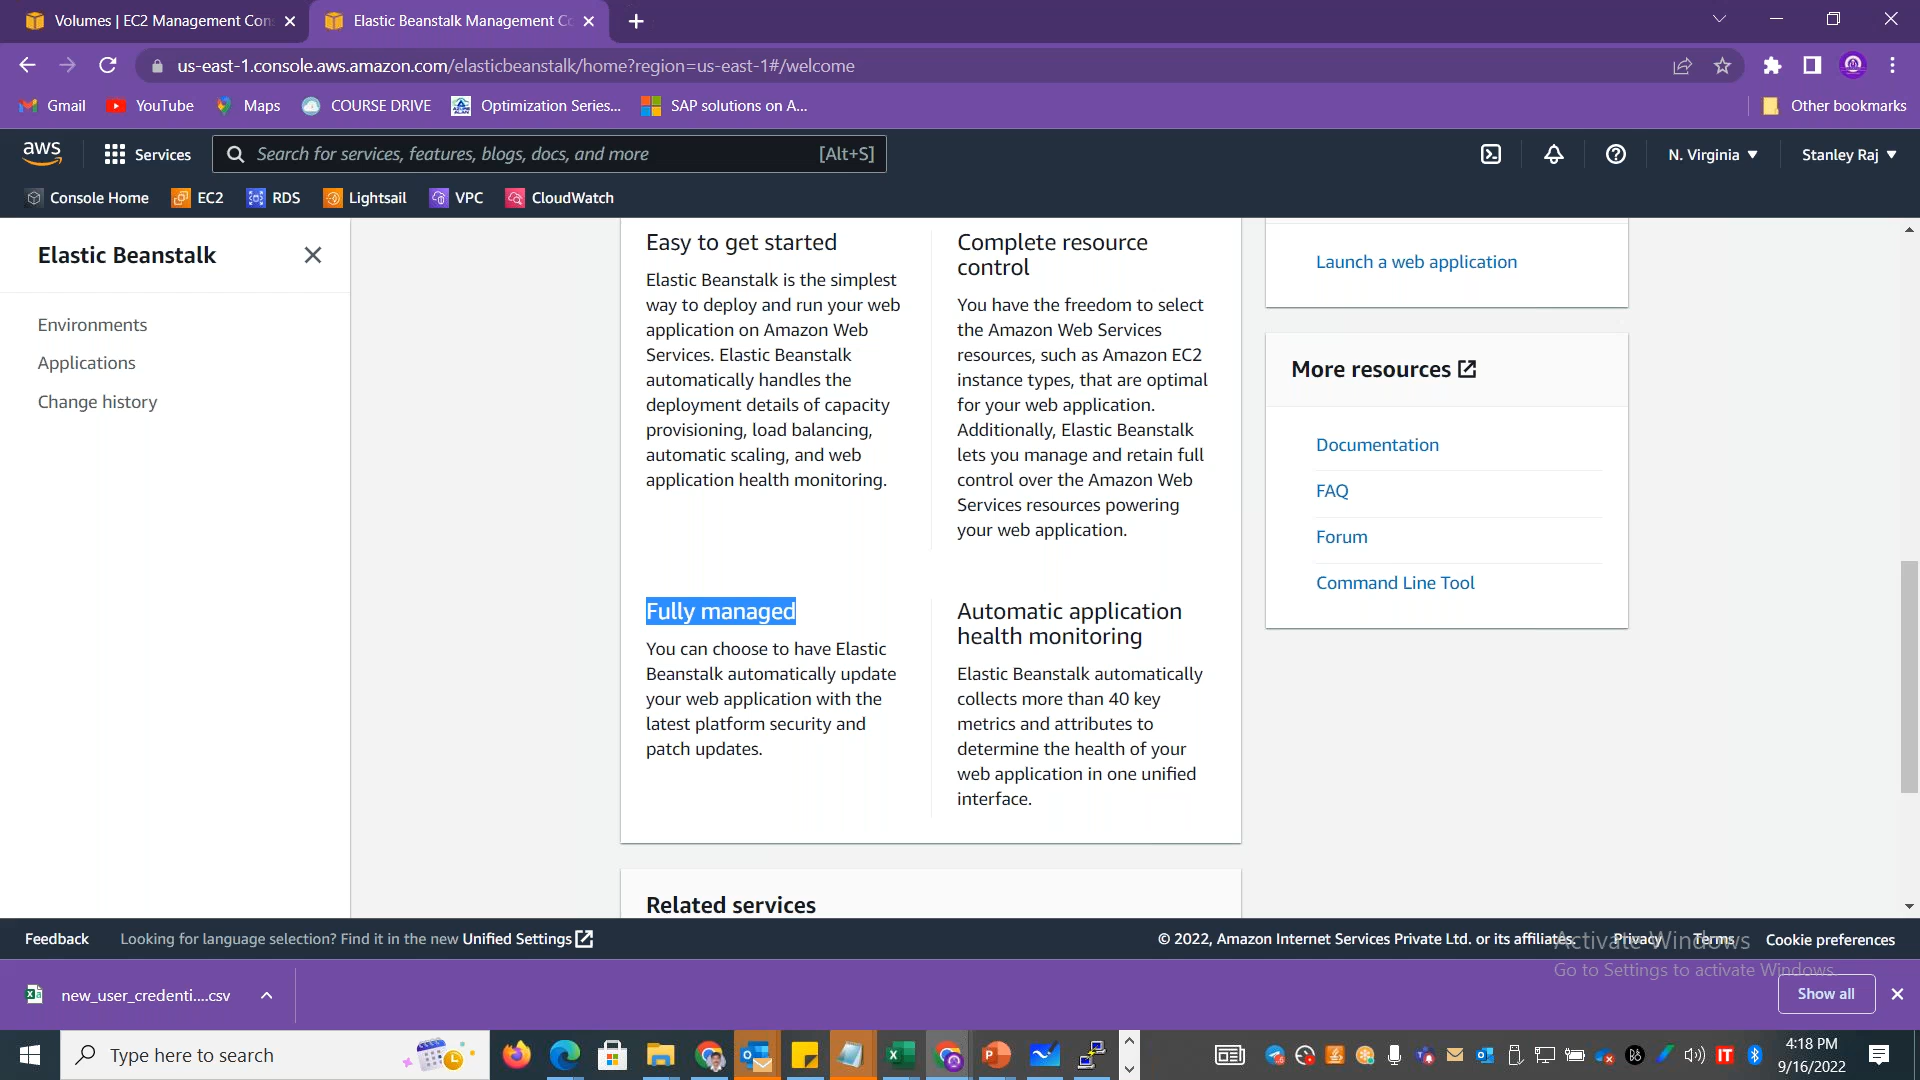 Volumes | EC2 Management Con
Elastic Beanstalk Management Co
us-east-1.console.aws.amazon.com/elasticbeanstalk/home?region=us-east-1#/welcome
Gmail
YouTube
Maps
COURSE DRIVE
Optimization Series...
SAP solutions on A...
Other bookmarks
aws
Services
Search for services, features, blogs, docs, and more
[Alt+S]
N. Virginia
Stanley Raj
Console Home
EC2
RDS
Lightsail
VPC
CloudWatch
Elastic Beanstalk
Environments
Applications
Change history
Easy to get started
Elastic Beanstalk is the simplest
way to deploy and run your web
application on Amazon Web
Services. Elastic Beanstalk
automatically handles the
deployment details of capacity
provisioning, load balancing,
automatic scaling, and web
application health monitoring.
Complete resource
control
You have the freedom to select
the Amazon Web Services
resources, such as Amazon EC2
instance types, that are optimal
for your web application.
Additionally, Elastic Beanstalk
lets you manage and retain full
control over the Amazon Web
Services resources powering
your web application.
Fully managed
You can choose to have Elastic
Beanstalk automatically update
your web application with the
latest platform security and
patch updates.
Automatic application
health monitoring
Elastic Beanstalk automatically
collects more than 40 key
metrics and attributes to
determine the health of your
web application in one unified
interface.
Related services
Launch a web application
More resources
Documentation
FAQ
Forum
Command Line Tool
Feedback
Looking for language selection? Find it in the new Unified Settings
© 2022, Amazon Internet Services Private Ltd. or its affiliates.
Privacy
Terms
Cookie preferences
Activate Windows
Go to Settings to activate Windows.
new_user_credenti....csv
Show all
Type here to search
4:18 PM
9/16/2022